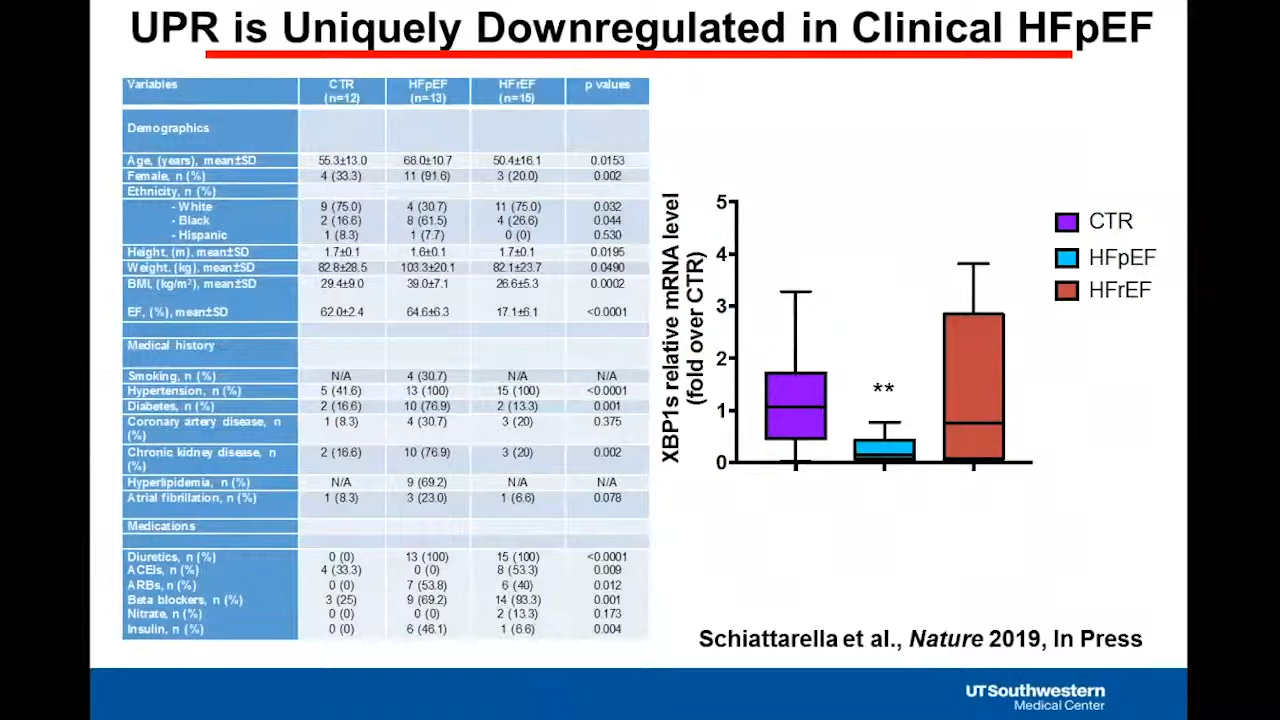 UPR is Uniquely Downregulated in Clinical HFpEF
Variables CTR (n=12) HFpEF (n=13) HFrEF (n=15) p values
Demographics
Age, (years), mean±SD 55.3±13.0 66.0±10.7 50.4±16.1 0.0153
Female, n (%) 4 (33.3) 11 (91.6) 3 (20.0) 0.002
Ethnicity, n (%)
- White 9 (75.0) 4 (30.7) 11 (75.0) 0.032
- Black 2 (16.6) 8 (61.5) 4 (26.6) 0.044
- Hispanic 1 (8.3) 1 (7.7) 0 (0) 0.530
Height, (m), mean±SD 1.7±0.1 1.6±0.1 1.7±0.1 0.0195
Weight, (kg), mean±SD 82.8±28.5 103.3±20.1 82.1±23.7 0.0490
BMI, (kg/m²), mean±SD 29.4±9.0 39.0±7.1 26.6±5.3 0.0002
EF, (%), mean±SD 62.0±2.4 64.6±6.3 17.1±6.1 <0.0001
Medical history
Smoking, n (%) N/A 4 (30.7) N/A N/A
Hypertension, n (%) 5 (41.6) 13 (100) 15 (100) <0.0001
Diabetes, n (%) 2 (16.6) 10 (76.9) 2 (13.3) 0.001
Coronary artery disease, n (%) 1 (8.3) 4 (30.7) 3 (20) 0.375
Chronic kidney disease, n (%) 2 (16.6) 10 (76.9) 3 (20) 0.002
Hyperlipidemia, n (%) N/A 9 (69.2) N/A N/A
Atrial fibrillation, n (%) 1 (8.3) 3 (23.0) 1 (6.6) 0.078
Medications
Diuretics, n (%) 0 (0) 13 (100) 15 (100) <0.0001
ACEIs, n (%) 4 (33.3) 0 (0) 8 (53.3) 0.009
ARBs, n (%) 0 (0) 7 (53.8) 6 (40) 0.012
Beta blockers, n (%) 3 (25) 9 (69.2) 14 (93.3) 0.001
Nitrate, n (%) 0 (0) 0 (0) 2 (13.3) 0.173
Insulin, n (%) 0 (0) 6 (46.1) 1 (6.6) 0.004
XBP1s relative mRNA level
(fold over CTR)
5
4
3
2
1
0
**
CTR
HFpEF
HFrEF
Schiattarella et al., Nature 2019, In Press
UTSouthwestern
Medical Center